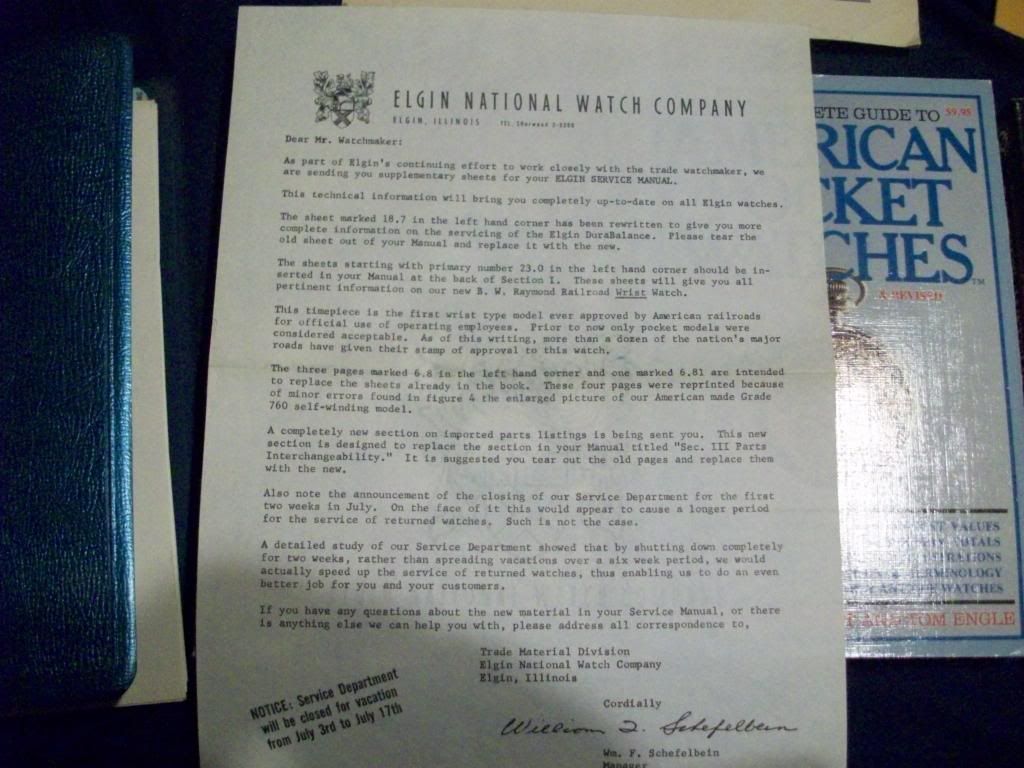 ELGIN NATIONAL WATCH COMPANY
ELGIN, ILLINOIS TEL. SHerwood 2-3300
Dear Mr. Watchmaker:
As part of Elgin's continuing effort to work closely with the trade watchmaker, we
are sending you supplementary sheets for your ELGIN SERVICE MANUAL.
This technical information will bring you completely up-to-date on all Elgin watches.
The sheet marked 18.7 in the left hand corner has been rewritten to give you more
complete information on the servicing of the Elgin DuraBalance. Please tear the
old sheet out of your Manual and replace it with the new.
The sheets starting with primary number 23.0 in the left hand corner should be in-
serted in your Manual at the back of Section I. These sheets will give you all
pertinent information on our new B. W. Raymond Railroad Wrist Watch.
This timepiece is the first wrist type model ever approved by American railroads
for official use of operating employees. Prior to now only pocket models were
considered acceptable. As of this writing, more than a dozen of the nation's major
roads have given their stamp of approval to this watch.
The three pages marked 6.8 in the left hand corner and one marked 6.81 are intended
to replace the sheets already in the book. These four pages were reprinted because
of minor errors found in figure 4 the enlarged picture of our American made Grade
760 self-winding model.
A completely new section on imported parts listings is being sent you. This new
section is designed to replace the section in your Manual titled "Sec. III Parts
Interchangeability." It is suggested you tear out the old pages and replace them
with the new.
Also note the announcement of the closing of our Service Department for the first
two weeks in July. On the face of it this would appear to cause a longer period
for the service of returned watches. Such is not the case.
A detailed study of our Service Department showed that by shutting down completely
for two weeks, rather than spreading vacations over a six week period, we would
actually speed up the service of returned watches, thus enabling us to do an even
better job for you and your customers.
If you have any questions about the new material in your Service Manual, or there
is anything else we can help you with, please address all correspondence to,
Trade Material Division
Elgin National Watch Company
Elgin, Illinois
Cordially
William F. Schefelbein
Wm. F. Schefelbein
Manager
NOTICE: Service Department
will be closed for vacation
from July 3rd to July 17th
ETE GUIDE TO $9.95
RICAN
CKET
CHES TM
REVISED
VALUES
TOTALS
RMINOLOGY
WATCHES
TOM ENGLE